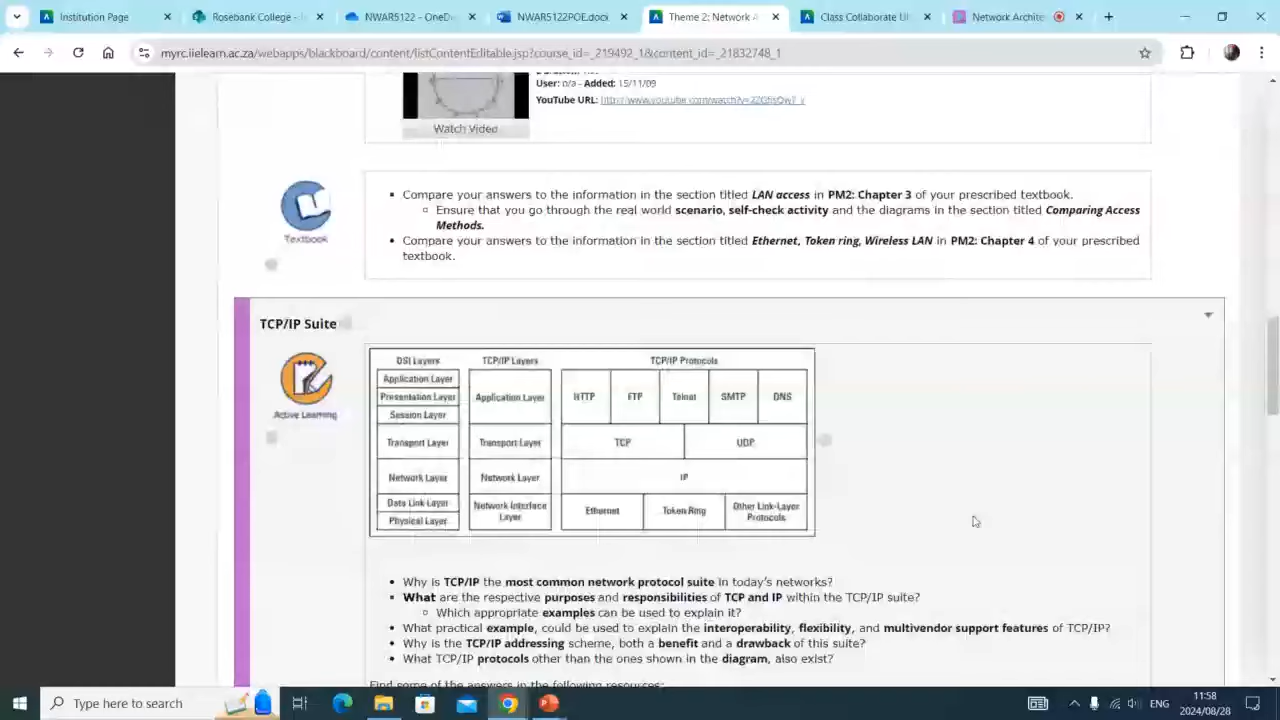 Institution Page
Rosebank College -
NWAR5122 - OneD
NWAR5122POE.docx
Theme 2: Network A
Class Collaborate Ul
Network Archite
myrc.iielearn.ac.za/webapps/blackboard/content/listContentEditable.jsp?course_id=_219492_1&content_id=_21832748_1
User: n/a - Added: 15/11/09
YouTube URL:
Watch Video
Textbook
• Compare your answers to the information in the section titled LAN access in PM2: Chapter 3 of your prescribed textbook.
Ensure that you go through the real world scenario, self-check activity and the diagrams in the section titled Comparing Access
Methods.
• Compare your answers to the information in the section titled Ethernet, Token ring, Wireless LAN in PM2: Chapter 4 of your prescribed
textbook.
TCP/IP Suite
Active Learning
OSI Layers TCP/IP Layers TCP/IP Protocols
Application Layer
Presentation Layer
Session Layer
Application Layer
HTTP FTP Telnet SMTP DNS
Transport Layer Transport Layer TCP UDP
Network Layer Network Layer IP
Data Link Layer
Physical Layer
Network Interface
Layer
Ethernet Token Ring Other Link-Layer
Protocols
• Why is TCP/IP the most common network protocol suite in today's networks?
• What are the respective purposes and responsibilities of TCP and IP within the TCP/IP suite?
Which appropriate examples can be used to explain it?
• What practical example, could be used to explain the interoperability, flexibility, and multivendor support features of TCP/IP?
• Why is the TCP/IP addressing scheme, both a benefit and a drawback of this suite?
• What TCP/IP protocols other than the ones shown in the diagram, also exist?
Find some of the answers in the following resources:
Type here to search
ENG
11:58
2024/08/28